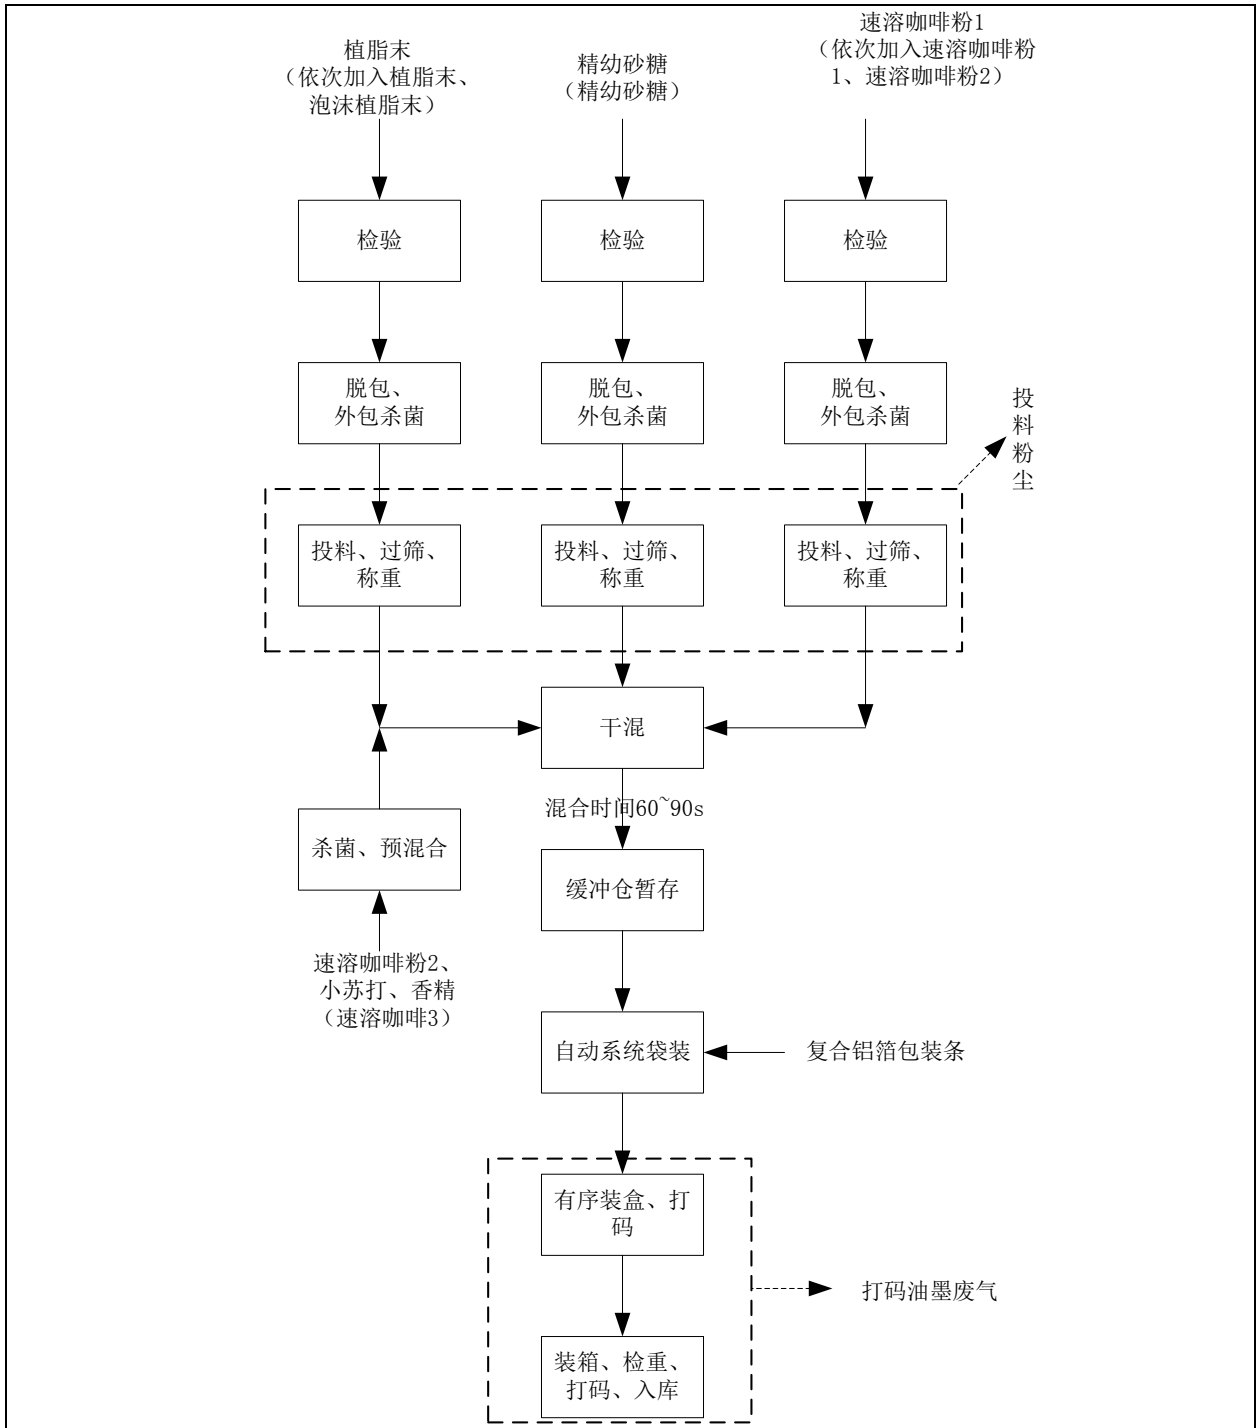 植脂末
（依次加入植脂末、
泡沫植脂末）
精幼砂糖
（精幼砂糖）
速溶咖啡粉1
（依次加入速溶咖啡粉
1、速溶咖啡粉2）
检验
检验
检验
脱包、
外包杀菌
脱包、
外包杀菌
脱包、
外包杀菌
投
料
粉
尘
投料、过筛、
称重
投料、过筛、
称重
投料、过筛、
称重
干混
混合时间60~90s
杀菌、预混合
缓冲仓暂存
速溶咖啡粉2、
小苏打、香精
（速溶咖啡3）
自动系统袋装
复合铝箔包装条
有序装盒、打
码
打码油墨废气
装箱、检重、
打码、入库